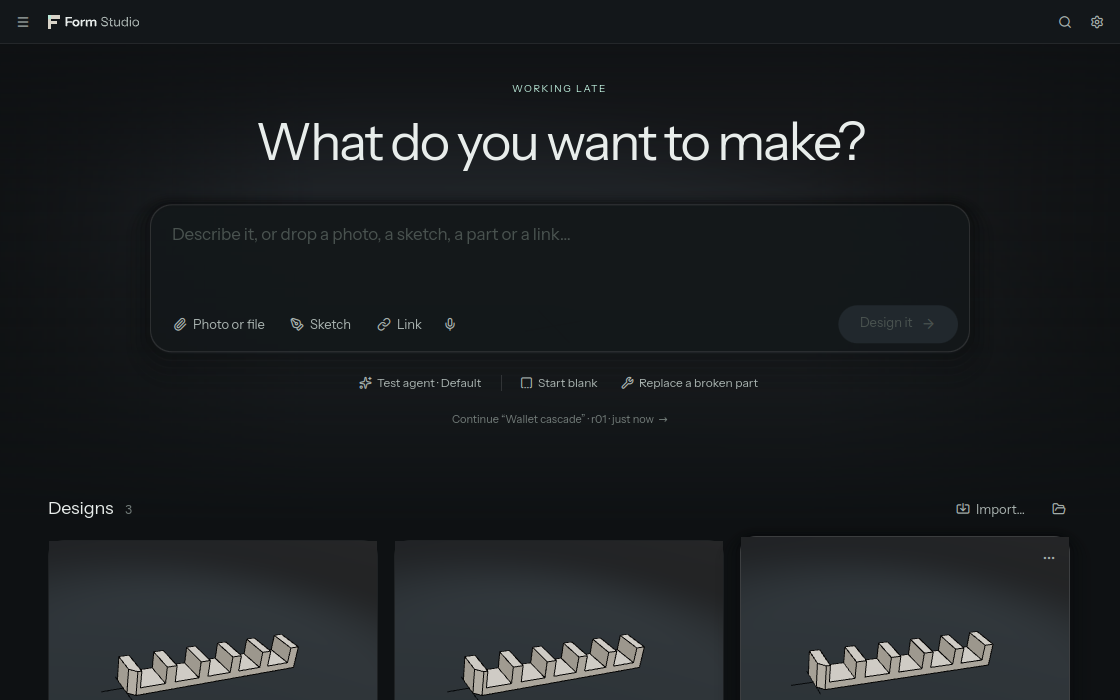 Form Studio
WORKING LATE
What do you want to make?
Describe it, or drop a photo, a sketch, a part or a link...
Photo or file
Sketch
Link
Design it →
Test agent · Default
Start blank
Replace a broken part
Continue “Wallet cascade” · r01 · just now →
Designs 3
Import...